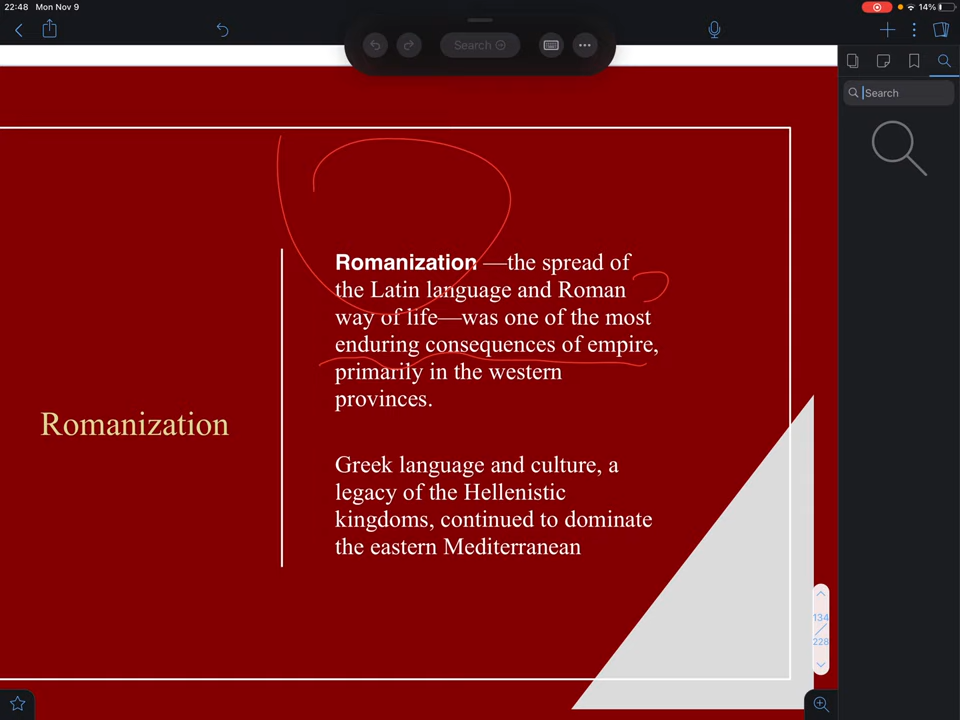 22:48 Mon Nov 9
14%
Search
Search
Romanization —the spread of
the Latin language and Roman
way of life—was one of the most
enduring consequences of empire,
primarily in the western
provinces.
Romanization
Greek language and culture, a
legacy of the Hellenistic
kingdoms, continued to dominate
the eastern Mediterranean
134
228